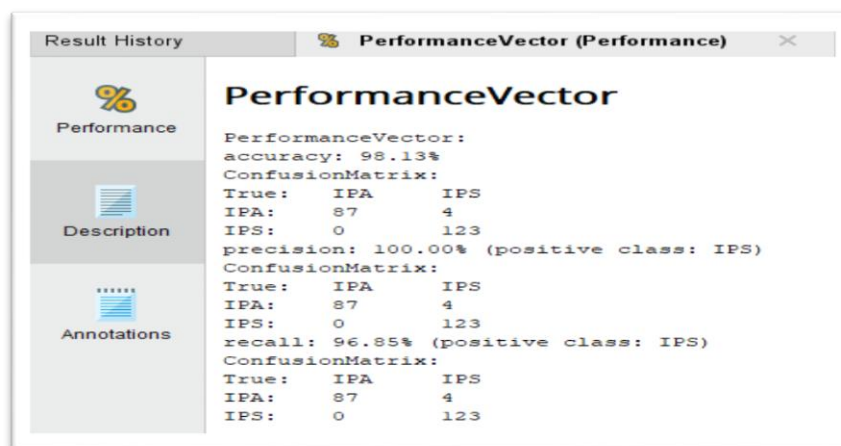 Result History
% PerformanceVector (Performance)
%
Performance
Description
Annotations
PerformanceVector
PerformanceVector:
accuracy: 98.13%
ConfusionMatrix:
True: IPA IPS
IPA: 87 4
IPS: 0 123
precision: 100.00% (positive class: IPS)
ConfusionMatrix:
True: IPA IPS
IPA: 87 4
IPS: 0 123
recall: 96.85% (positive class: IPS)
ConfusionMatrix:
True: IPA IPS
IPA: 87 4
IPS: 0 123